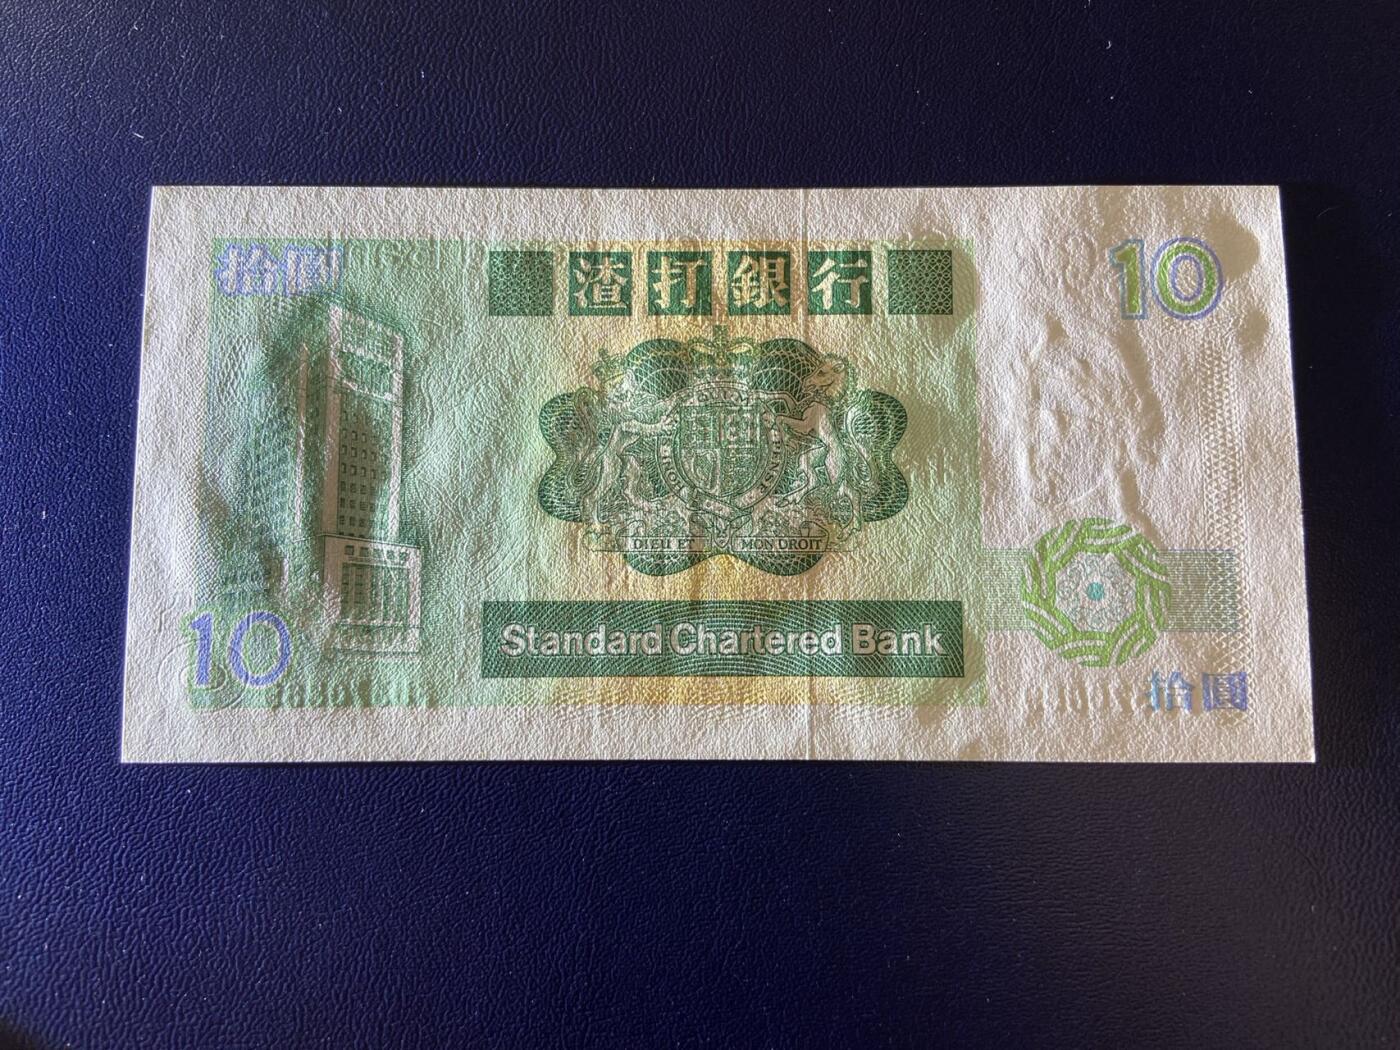 拾圓
渣打銀行
10
DIEU ET MON DROIT
Standard Chartered Bank
10
拾圓